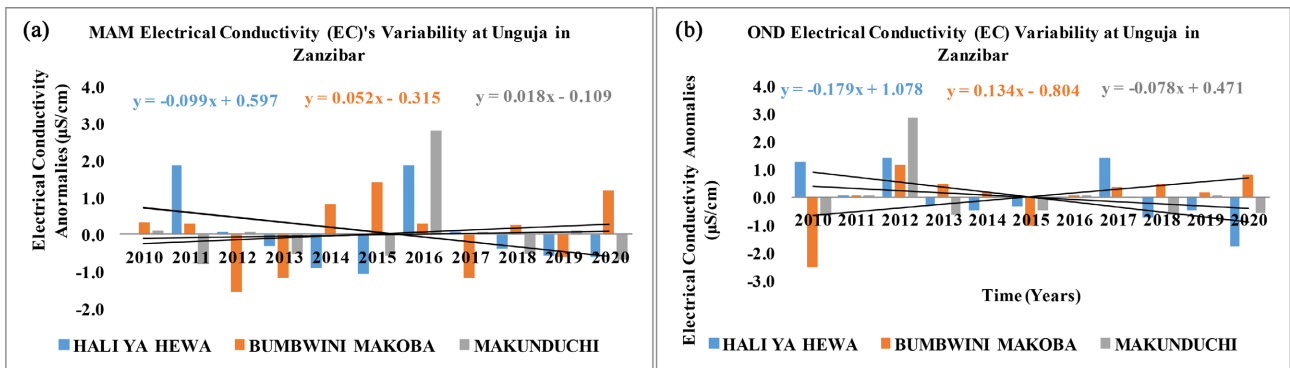 (a)
MAM Electrical Conductivity (EC)'s Variability at Unguja in
Zanzibar
Electrical Conductivity
Anormalies (µS/cm)
y = -0.099x + 0.597
y = 0.052x - 0.315
y = 0.018x - 0.109
4.0
3.0
2.0
1.0
0.0
-1.0
-2.0
2010 2011 2012 2013 2014 2015 2016 2017 2018 2019 2020
HALI YA HEWA BUMBWINI MAKOBA MAKUNDUCHI
(b)
OND Electrical Conductivity (EC) Variability at Unguja in
Zanzibar
Electrical Conductivity Anomalies
(µS/cm)
y = -0.179x + 1.078
y = 0.134x - 0.804
y = -0.078x + 0.471
4.0
3.0
2.0
1.0
0.0
-1.0
-2.0
-3.0
2010 2011 2012 2013 2014 2015 2016 2017 2018 2019 2020
Time (Years)
HALI YA HEWA BUMBWINI MAKOBA MAKUNDUCHI